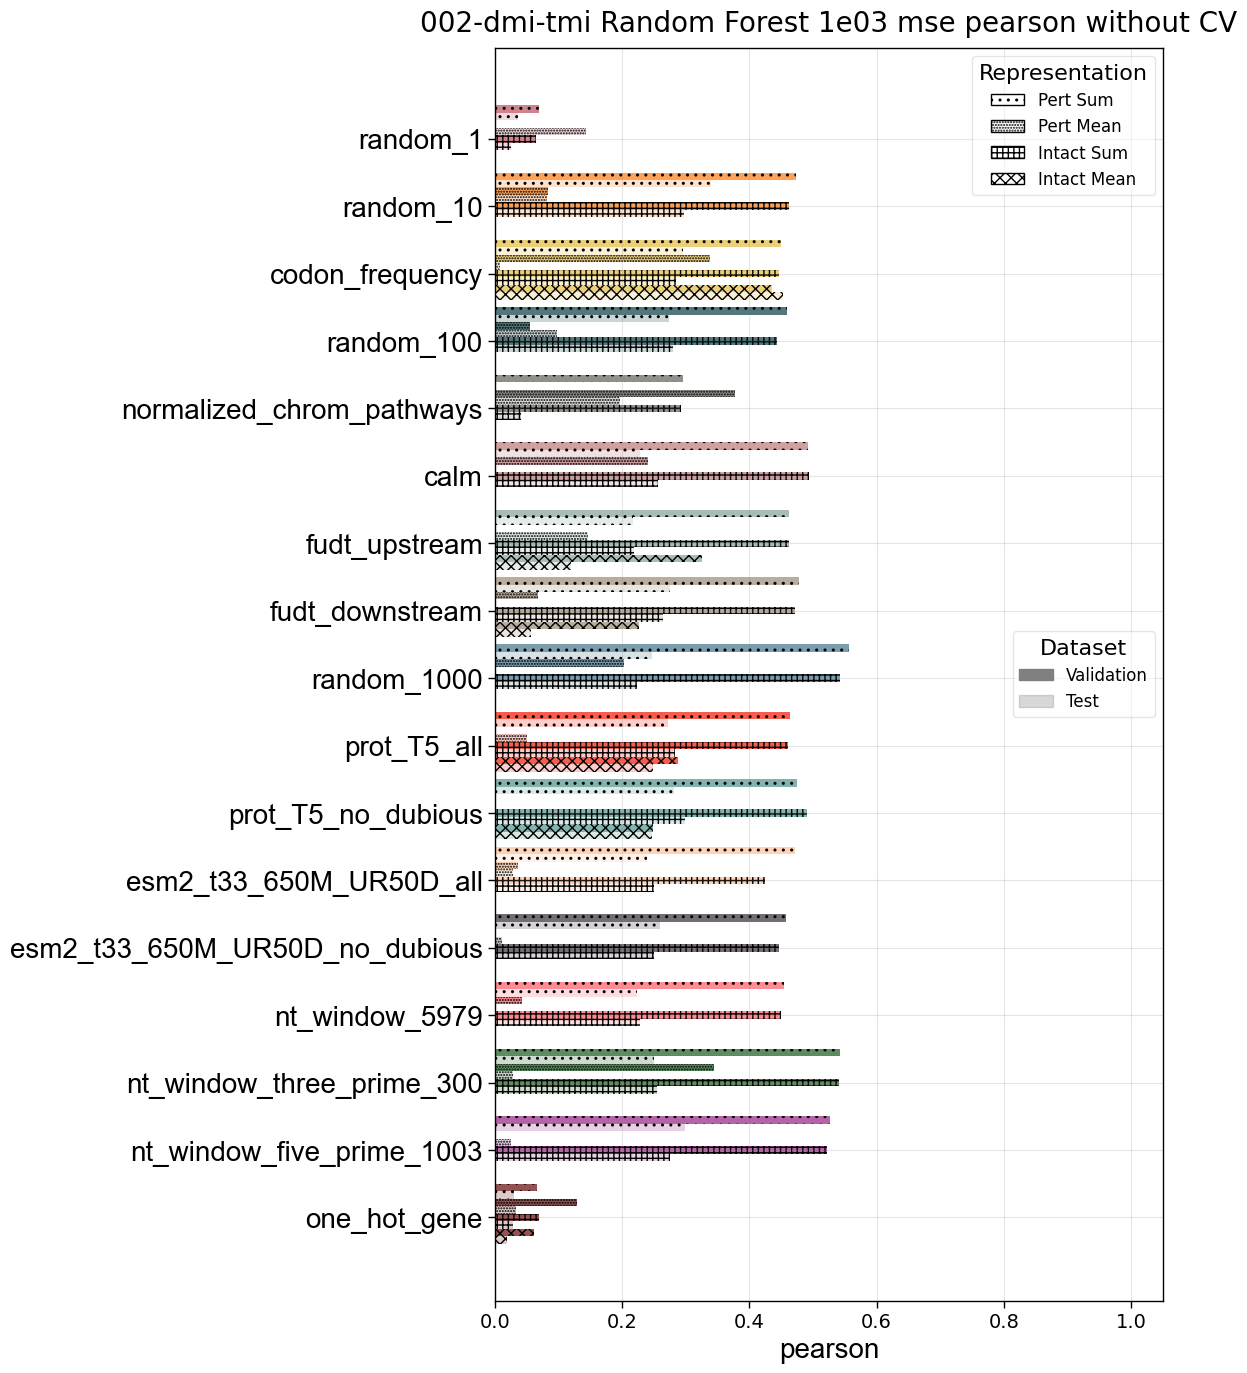 002-dmi-tmi Random Forest 1e03 mse pearson without CV
Representation
Pert Sum
Pert Mean
Intact Sum
Intact Mean
random_1
random_10
codon_frequency
random_100
normalized_chrom_pathways
calm
fudt_upstream
fudt_downstream
random_1000
Dataset
Validation
Test
prot_T5_all
prot_T5_no_dubious
esm2_t33_650M_UR50D_all
esm2_t33_650M_UR50D_no_dubious
nt_window_5979
nt_window_three_prime_300
nt_window_five_prime_1003
one_hot_gene
0.0 0.2 0.4 0.6 0.8 1.0
pearson